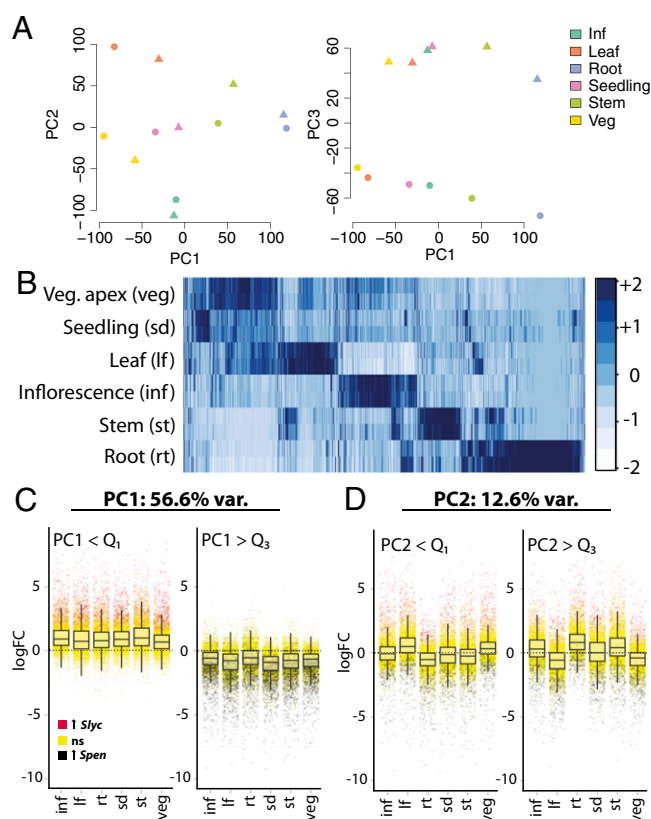 A
PC2
100
50
0
−50
−100
−100
−50
0
50
100
PC1
PC3
60
20
−20
−60
−100
−50
0
50
100
PC1
Inf
Leaf
Root
Seedling
Stem
Veg
B
Veg. apex (veg)
Seedling (sd)
Leaf (lf)
Inflorescence (inf)
Stem (st)
Root (rt)
+2
+1
0
-1
-2
C
PC1: 56.6% var.
PC1 < Q₁
PC1 > Q₃
logFC
5
0
-5
-10
↑ Slyc
ns
↑ Spen
inf lf rt sd st veg
inf lf rt sd st veg
D
PC2: 12.6% var.
PC2 < Q₁
PC2 > Q₃
logFC
5
0
-5
-10
inf lf rt sd st veg
inf lf rt sd st veg